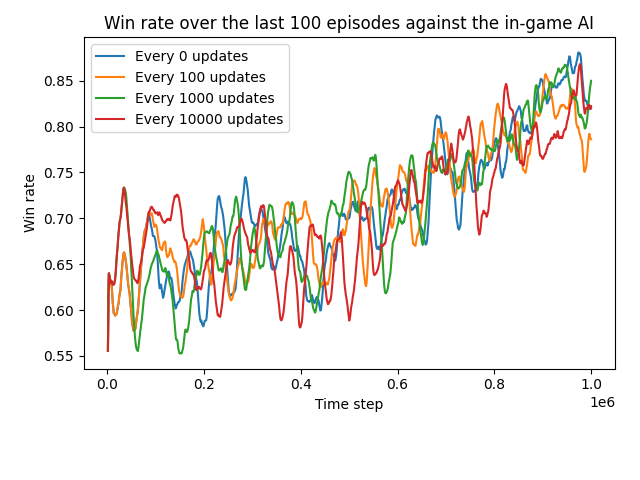 Win rate over the last 100 episodes against the in-game AI
Every 0 updates
Every 100 updates
Every 1000 updates
Every 10000 updates
Win rate
0.85
0.80
0.75
0.70
0.65
0.60
0.55
0.0 0.2 0.4 0.6 0.8 1.0
1e6
Time step